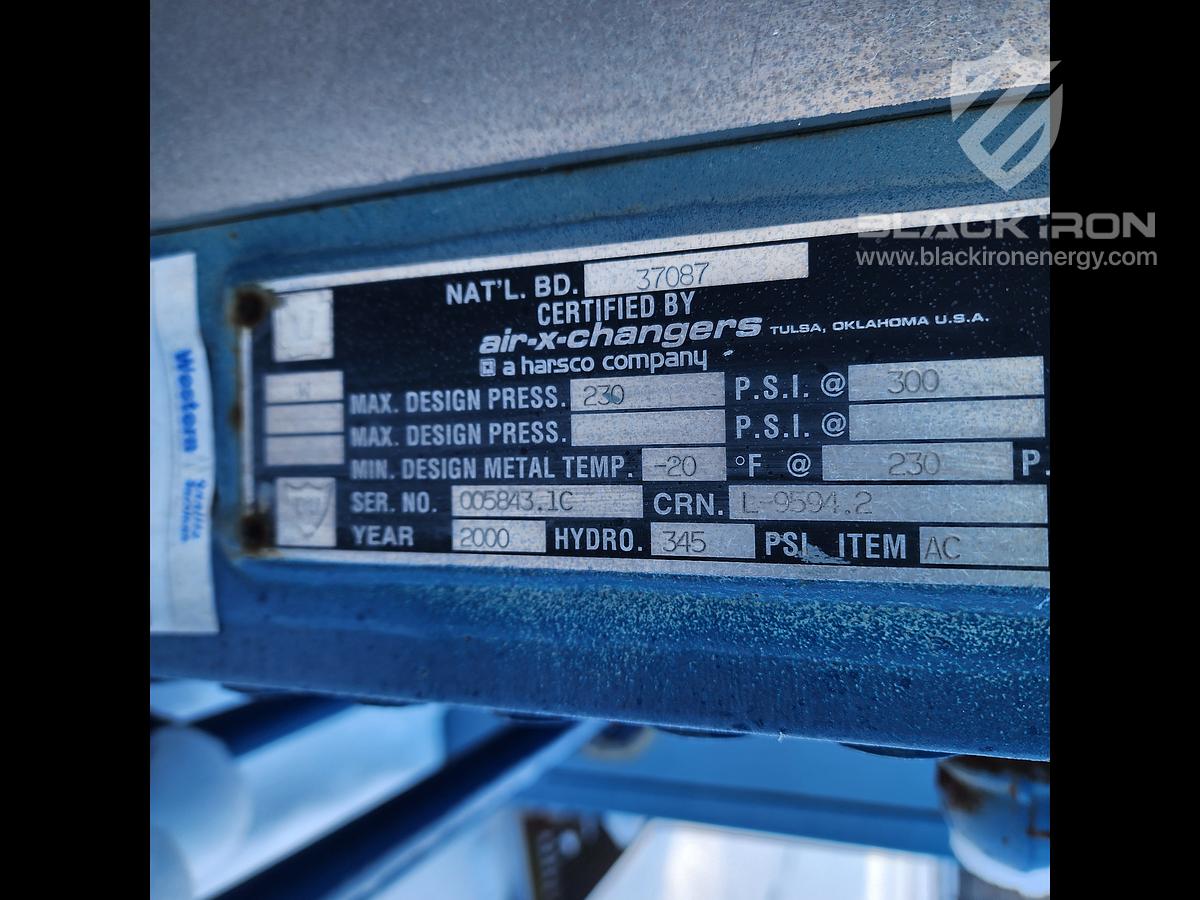 BLACK IRON
www.blackironenergy.com
NAT'L. BD. 37087
CERTIFIED BY
air-x-changers TULSA, OKLAHOMA U.S.A.
a harsco company
U
W
MAX. DESIGN PRESS. 230 P.S.I. @ 300
MAX. DESIGN PRESS. P.S.I. @
MIN. DESIGN METAL TEMP. -20 °F @ 230 P.
SER. NO. 005843.1C CRN. L-9594.2
YEAR 2000 HYDRO. 345 PSI. ITEM AC
Western